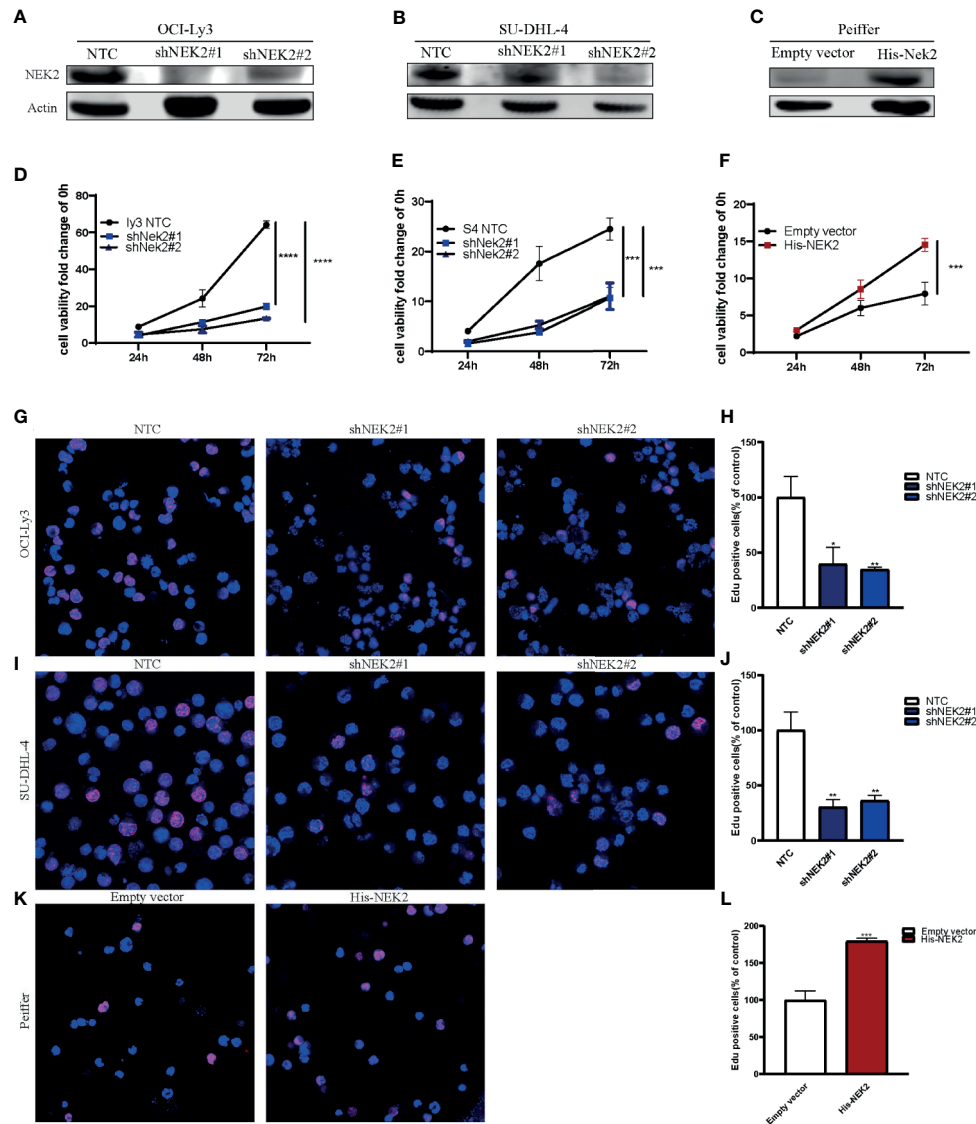 A
OCI-Ly3
NTC shNEK2#1 shNEK2#2
NEK2
Actin
B
SU-DHL-4
NTC shNEK2#1 shNEK2#2
C
Peiffer
Empty vector His-Nek2
D
cell vability fold change of 0h
80
60
40
20
0
ly3 NTC
shNek2#1
shNek2#2
****
****
24h 48h 72h
E
cell vability fold change of 0h
30
20
10
0
S4 NTC
shNek2#1
shNek2#2
***
***
24h 48h 72h
F
cell vability fold change of 0h
20
15
10
5
0
Empty vector
His-NEK2
***
24h 48h 72h
G
NTC shNEK2#1 shNEK2#2
OCI-Ly3
H
Edu positive cells(% of control)
150
100
50
0
NTC
shNEK2#1
shNEK2#2
*
**
NTC
shNEK2#1
shNEK2#2
I
NTC shNEK2#1 shNEK2#2
SU-DHL-4
J
Edu positive cells(% of control)
150
100
50
0
NTC
shNEK2#1
shNEK2#2
**
**
NTC
shNEK2#1
shNEK2#2
K
Empty vector His-NEK2
Peiffer
L
Edu positive cells(% of control)
200
150
100
50
0
Empty vector
His-NEK2
***
Empty vector
His-NEK2